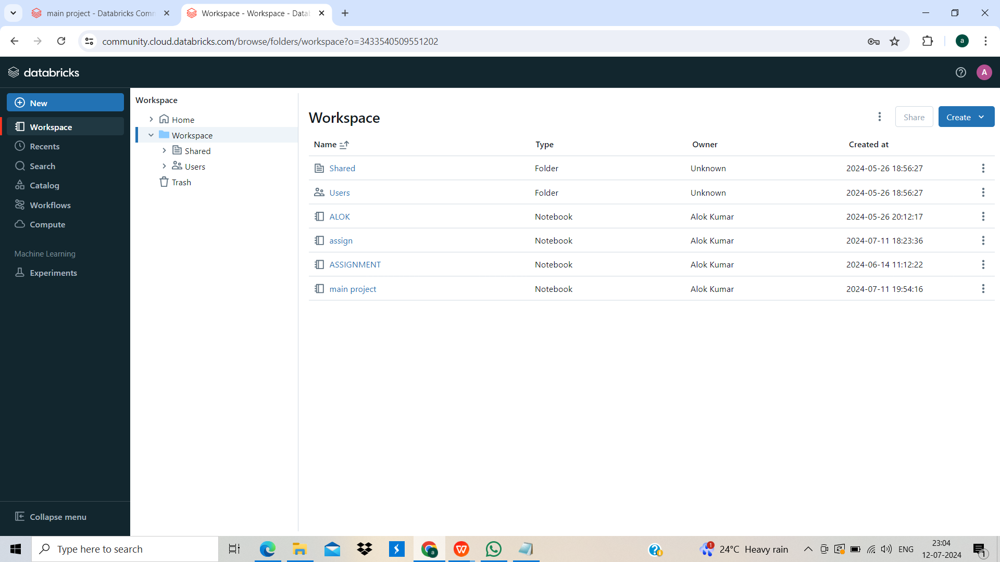 main project - Databricks Com
Workspace - Workspace - Data
community.cloud.databricks.com/browse/folders/workspace?o=3433540509551202
a
databricks
A
New
Workspace
Recents
Search
Catalog
Workflows
Compute
Machine Learning
Experiments
Collapse menu
Workspace
Home
Workspace
Shared
Users
Trash
Workspace
Share
Create
Name Type Owner Created at
Shared Folder Unknown 2024-05-26 18:56:27
Users Folder Unknown 2024-05-26 18:56:27
ALOK Notebook Alok Kumar 2024-05-26 20:12:17
assign Notebook Alok Kumar 2024-07-11 18:23:36
ASSIGNMENT Notebook Alok Kumar 2024-06-14 11:12:22
main project Notebook Alok Kumar 2024-07-11 19:54:16
Type here to search
a
W
1
24°C Heavy rain
ENG
23:04
12-07-2024
1